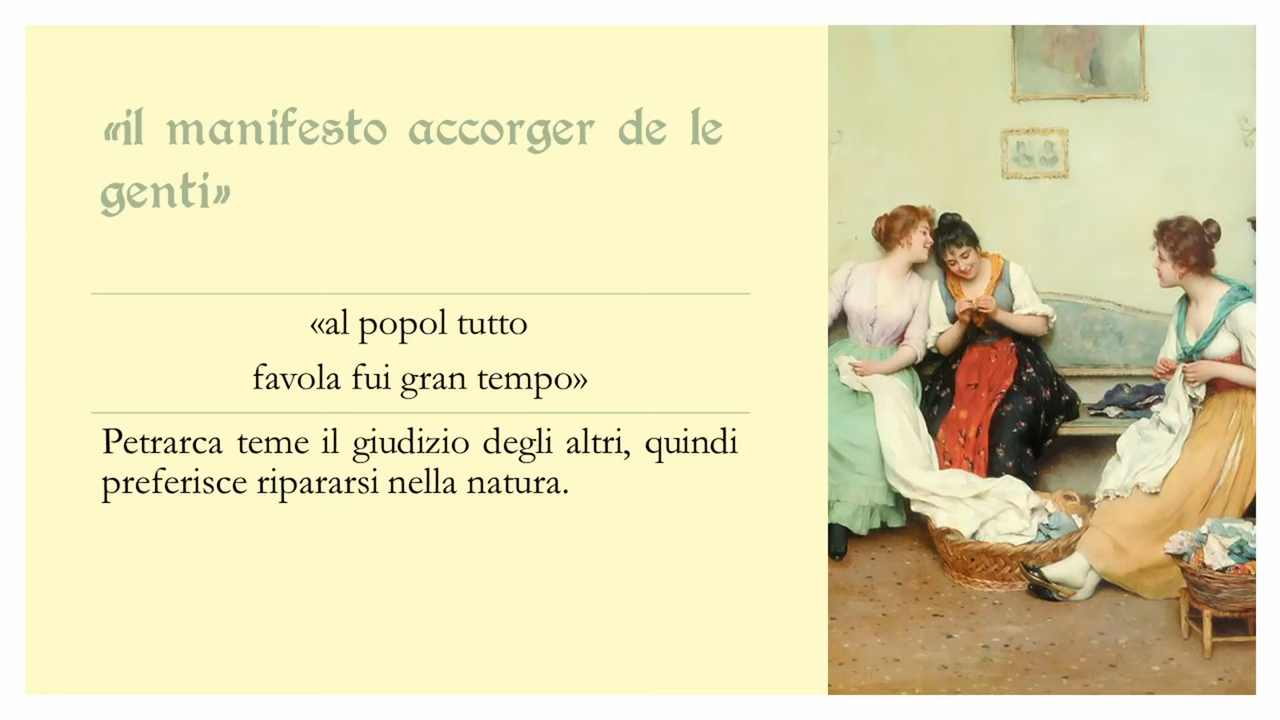 «il manifesto accorger de le
genti»
«al popol tutto
favola fui gran tempo»
Petrarca teme il giudizio degli altri, quindi
preferisce ripararsi nella natura.